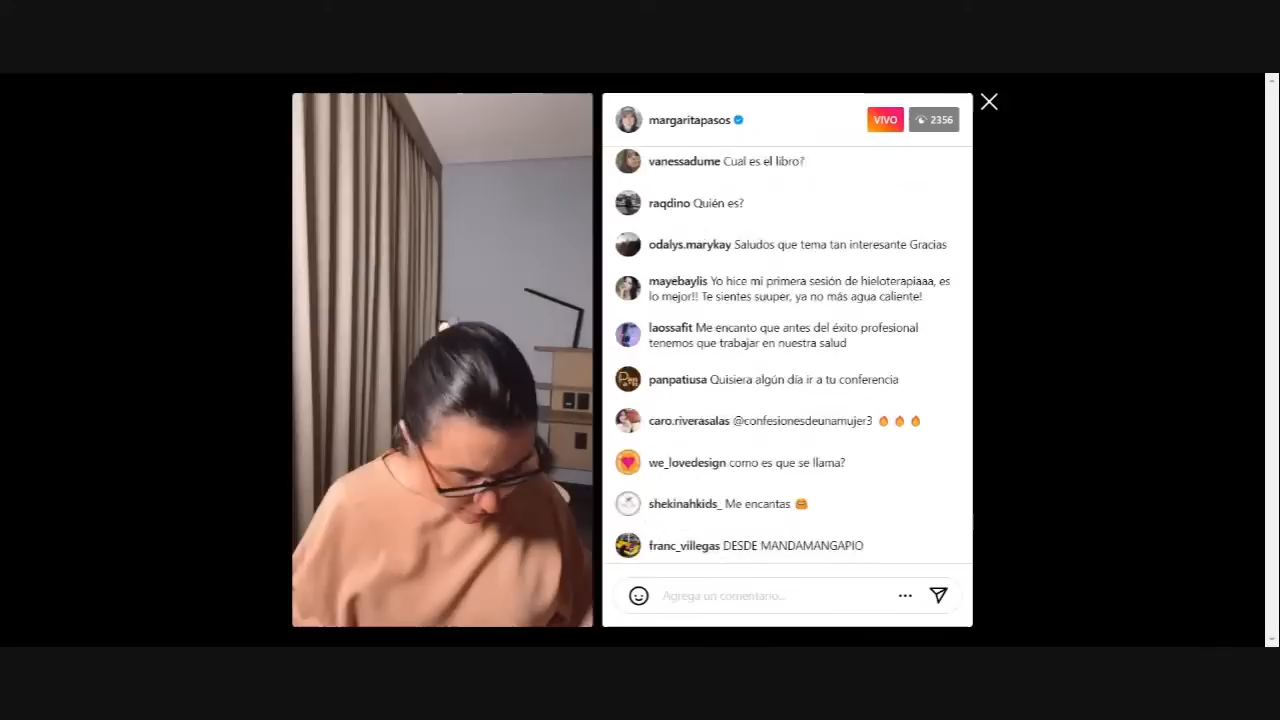 margaritapasos
VIVO
2356
vanessadume Cual es el libro?
raqdino Quién es?
odalys.marykay Saludos que tema tan interesante Gracias
mayebaylis Yo hice mi primera sesión de hieloterapiaaa, es
lo mejor!! Te sientes suuper, ya no más agua caliente!
laossafit Me encanto que antes del éxito profesional
tenemos que trabajar en nuestra salud
panpatiusa Quisiera algún día ir a tu conferencia
caro.riverasalas @confesionesdeunamujer3 🔥 🔥 🔥
we_lovedesign como es que se llama?
shekinahkids_ Me encantas 🤗
franc_villegas DESDE MANDAMANGAPIO
Agrega un comentario...